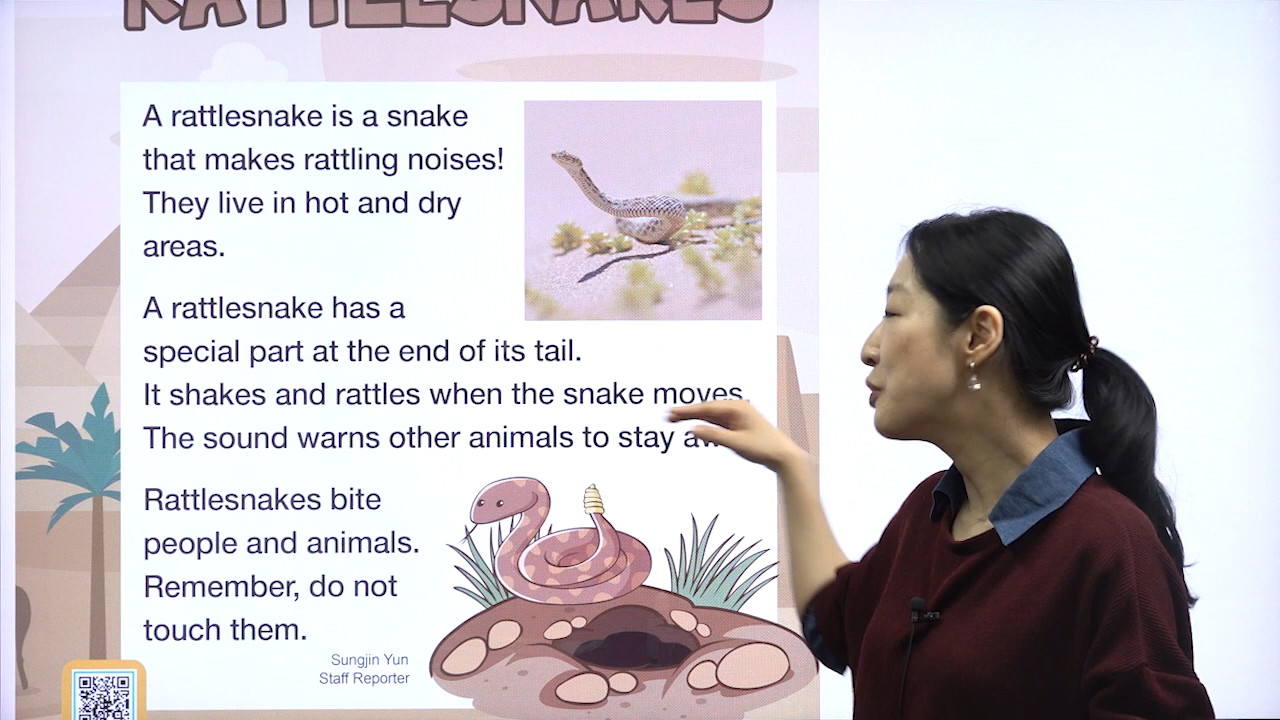 RATTLESNAKES
A rattlesnake is a snake
that makes rattling noises!
They live in hot and dry
areas.
A rattlesnake has a
special part at the end of its tail.
It shakes and rattles when the snake moves.
The sound warns other animals to stay
Rattlesnakes bite
people and animals.
Remember, do not
touch them.
Sungjin Yun
Staff Reporter